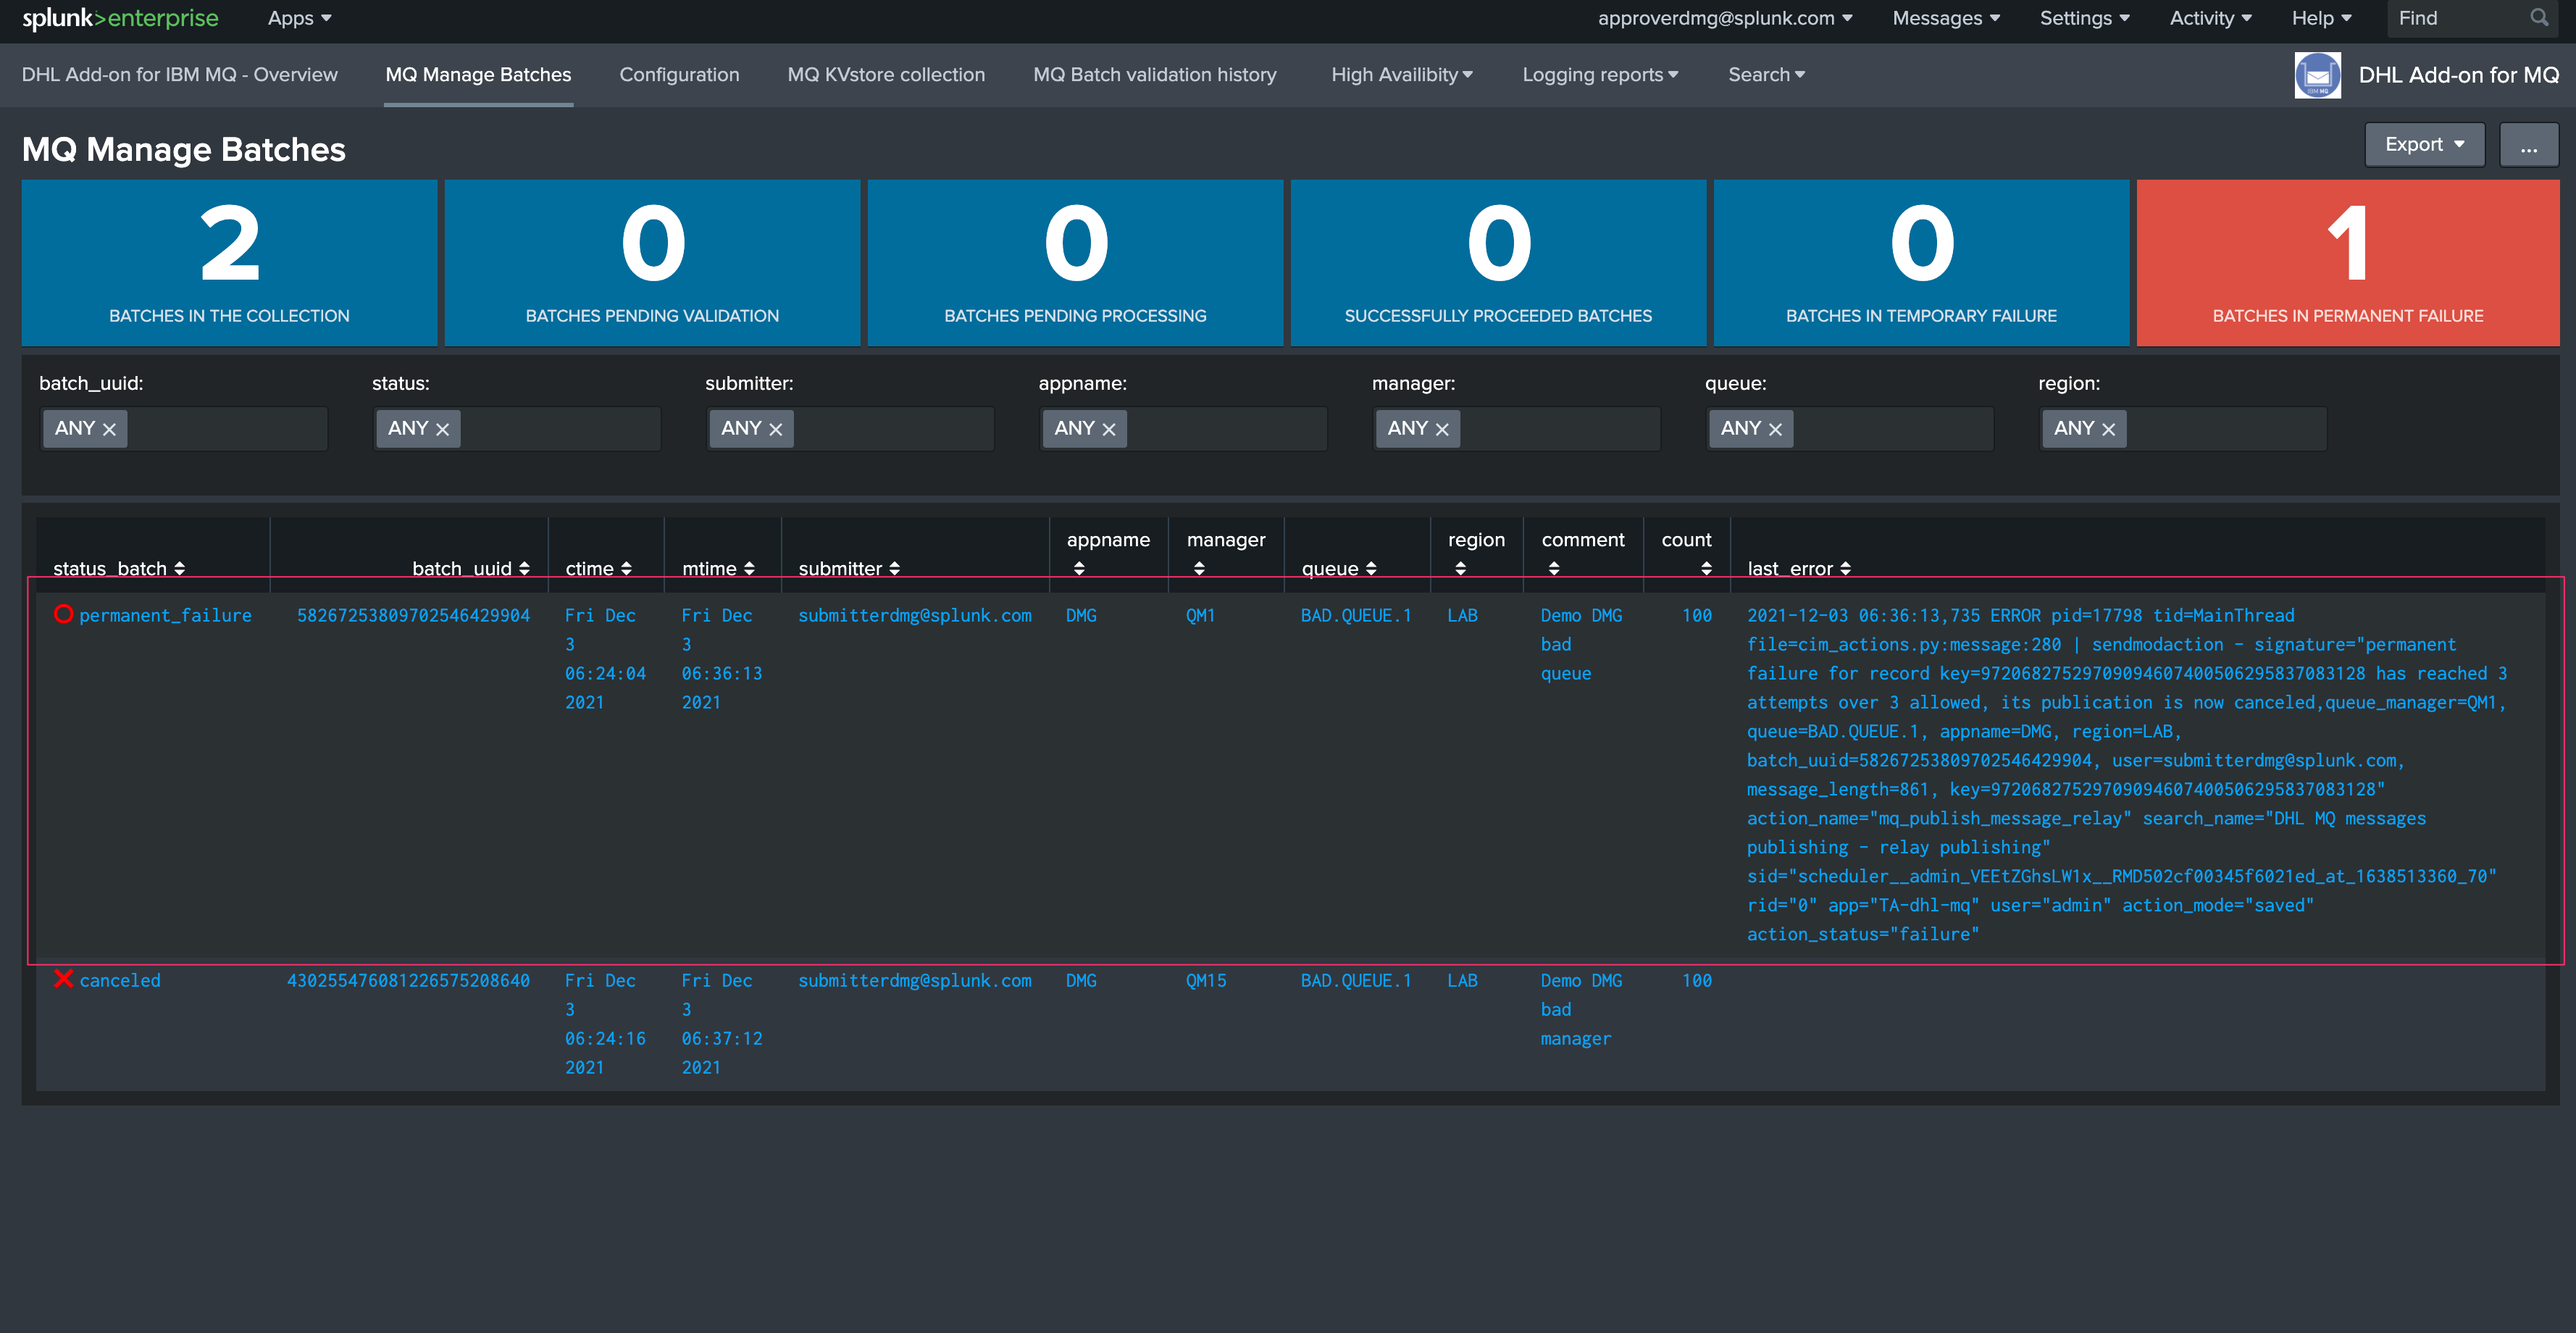 splunk>enterprise Apps approverdmg@splunk.com Messages Settings Activity Help Find
DHL Add-on for IBM MQ - Overview MQ Manage Batches Configuration MQ KVstore collection MQ Batch validation history High Availibity Logging reports Search DHL Add-on for MQ
MQ Manage Batches Export ...
2 0 0 0 0 1
BATCHES IN THE COLLECTION BATCHES PENDING VALIDATION BATCHES PENDING PROCESSING SUCCESSFULLY PROCEEDED BATCHES BATCHES IN TEMPORARY FAILURE BATCHES IN PERMANENT FAILURE
batch_uuid: status: submitter: appname: manager: queue: region:
ANY ANY ANY ANY ANY ANY ANY
appname manager region comment count
status_batch batch_uuid ctime mtime submitter queue last_error
permanent_failure 58267253809702546429904 Fri Dec Fri Dec submitterdmg@splunk.com DMG QM1 BAD.QUEUE.1 LAB Demo DMG 100 2021-12-03 06:36:13,735 ERROR pid=17798 tid=MainThread
3 3 bad file=cim_actions.py:message:280 | sendmodaction - signature="permanent
06:24:04 06:36:13 queue failure for record key=97206827529709094607400506295837083128 has reached 3
2021 2021 attempts over 3 allowed, its publication is now canceled,queue_manager=QM1,
queue=BAD.QUEUE.1, appname=DMG, region=LAB,
batch_uuid=58267253809702546429904, user=submitterdmg@splunk.com,
message_length=861, key=97206827529709094607400506295837083128"
action_name="mq_publish_message_relay" search_name="DHL MQ messages
publishing - relay publishing"
sid="scheduler__admin_VEEtZGhsLW1x__RMD502cf00345f6021ed_at_1638513360_70"
rid="0" app="TA-dhl-mq" user="admin" action_mode="saved"
action_status="failure"
canceled 430255476081226575208640 Fri Dec Fri Dec submitterdmg@splunk.com DMG QM15 BAD.QUEUE.1 LAB Demo DMG 100
3 3 bad
06:24:16 06:37:12 manager
2021 2021